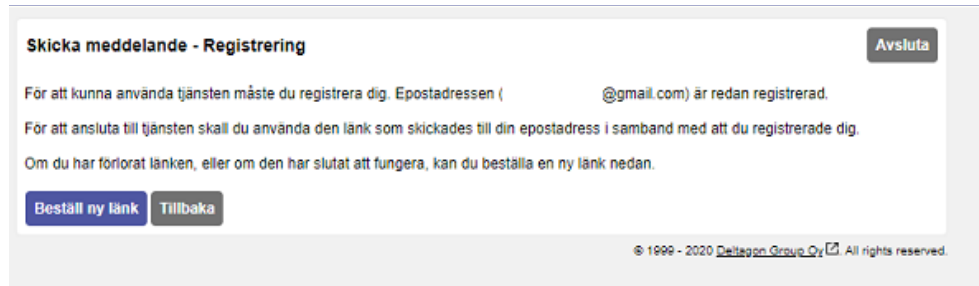 Skicka meddelande - Registrering
Avsluta
För att kunna använda tjänsten måste du registrera dig. Epostadressen ( @gmail.com) är redan registrerad.
För att ansluta till tjänsten skall du använda den länk som skickades till din epostadress i samband med att du registrerade dig.
Om du har förlorat länken, eller om den har slutat att fungera, kan du beställa en ny länk nedan.
Beställ ny länk Tillbaka
© 1999 - 2020 Deltagon Group Oy. All rights reserved.